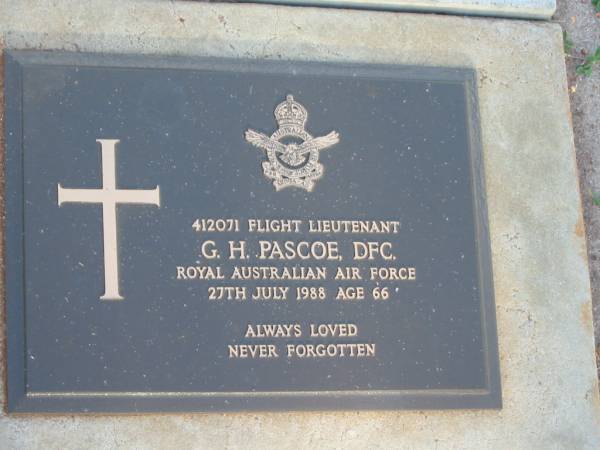 412071 FLIGHT LIEUTENANT
G. H. PASCOE, DFC.
ROYAL AUSTRALIAN AIR FORCE
27TH JULY 1988 AGE 66
ALWAYS LOVED
NEVER FORGOTTEN